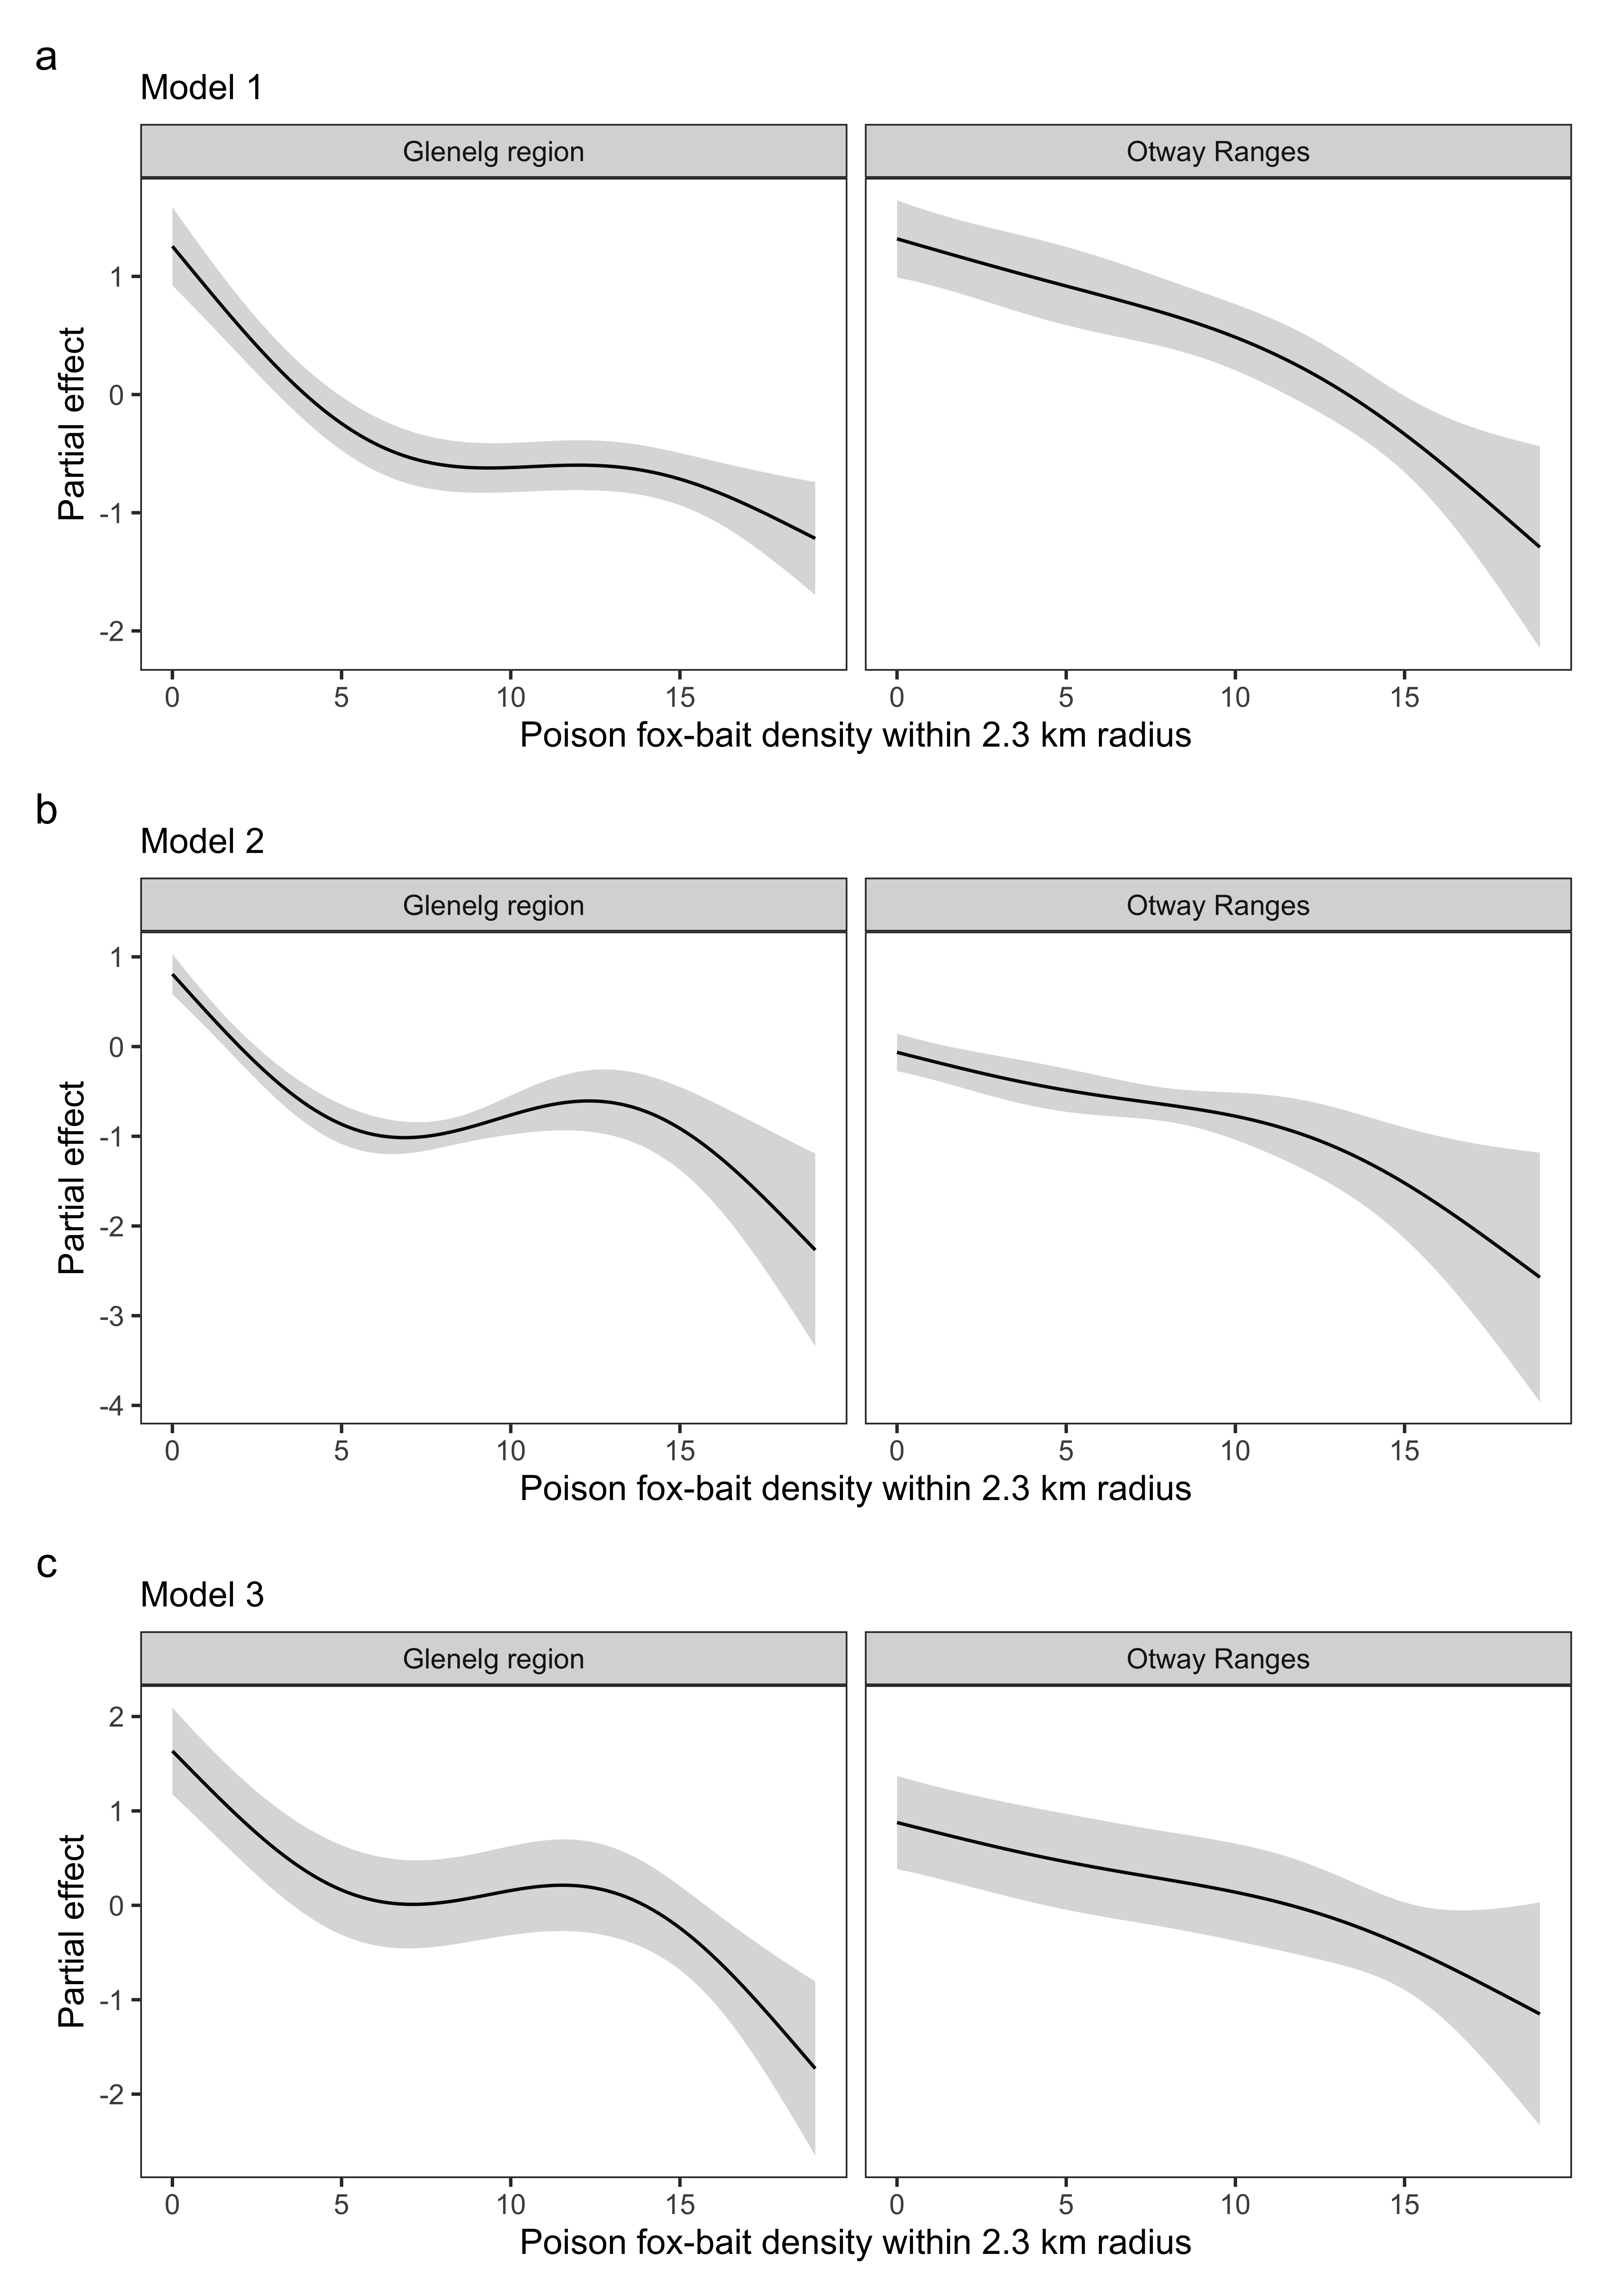 a
Model 1
Glenelg region Otway Ranges
Partial effect
1
0
-1
-2
0 5 10 15 0 5 10 15
Poison fox-bait density within 2.3 km radius
b
Model 2
Glenelg region Otway Ranges
Partial effect
1
0
-1
-2
-3
-4
0 5 10 15 0 5 10 15
Poison fox-bait density within 2.3 km radius
c
Model 3
Glenelg region Otway Ranges
Partial effect
2
1
0
-1
-2
0 5 10 15 0 5 10 15
Poison fox-bait density within 2.3 km radius